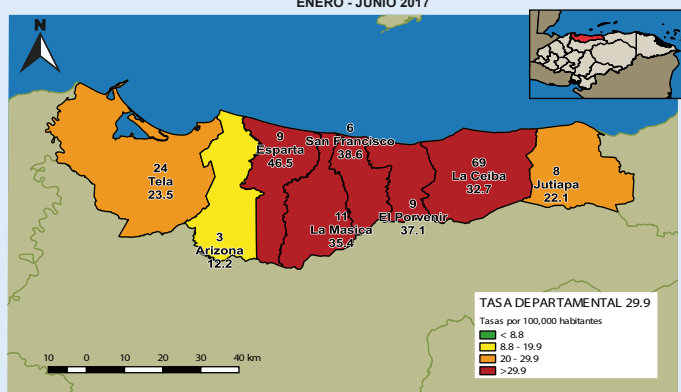 ENERO - JUNIO 2017
N
24
Tela
23.5
3
Arizona
12.2
9
Esparta
46.5
6
San Francisco
38.6
11
La Masica
35.4
9
El Porvenir
37.1
69
La Ceiba
32.7
8
Jutiapa
22.1
TASA DEPARTAMENTAL 29.9
Tasas por 100,000 habitantes
< 8.8
8.8 - 19.9
20 - 29.9
>29.9
10 0 10 20 30 40 km